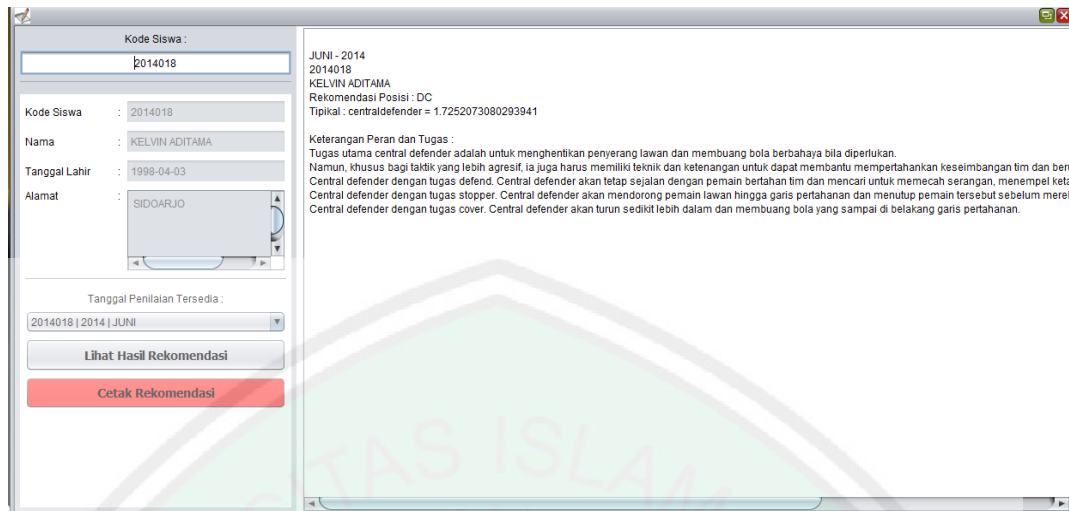 Kode Siswa :
2014018
Kode Siswa : 2014018
Nama : KELVIN ADITAMA
Tanggal Lahir : 1998-04-03
Alamat : SIDOARJO
Tanggal Penilaian Tersedia :
2014018 | 2014 | JUNI
Lihat Hasil Rekomendasi
Cetak Rekomendasi
JUNI - 2014
2014018
KELVIN ADITAMA
Rekomendasi Posisi : DC
Tipikal : centraldefender = 1.7252073080293941
Keterangan Peran dan Tugas :
Tugas utama central defender adalah untuk menghentikan penyerang lawan dan membuang bola berbahaya bila diperlukan.
Namun, khusus bagi taktik yang lebih agresif, ia juga harus memiliki teknik dan ketenangan untuk dapat membantu mempertahankan keseimbangan tim dan
Central defender dengan tugas defend. Central defender akan tetap sejalan dengan pemain bertahan tim dan mencari untuk memecah serangan, menempel
Central defender dengan tugas stopper. Central defender akan mendorong pemain lawan hingga garis pertahanan dan menutup pemain tersebut sebelum
Central defender dengan tugas cover. Central defender akan turun sedikit lebih dalam dan membuang bola yang sampai di belakang garis pertahanan.
ITAS ISLAM